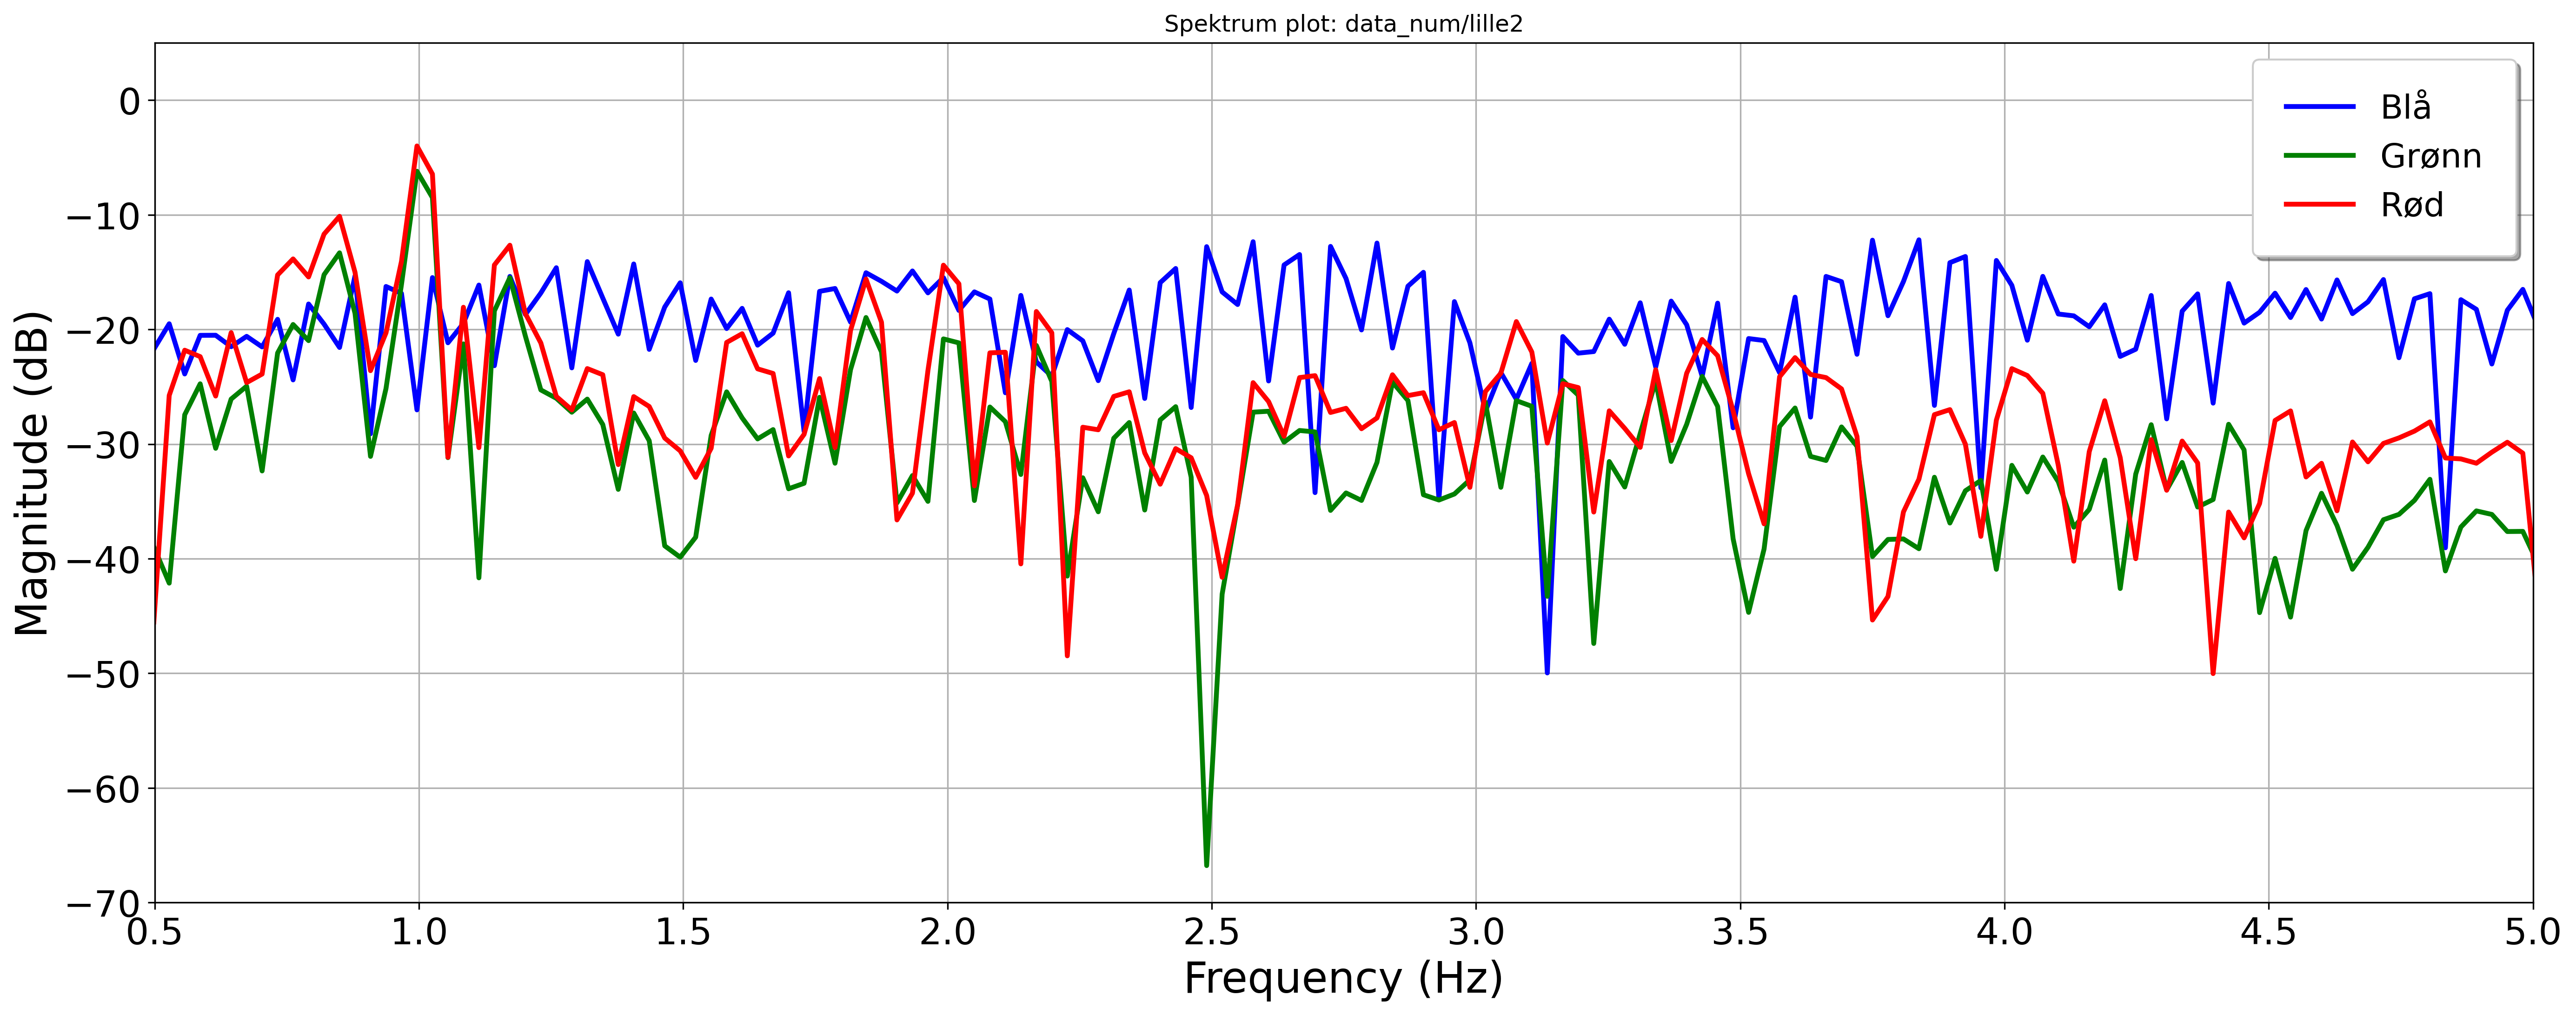 Spektrum plot: data_num/lille2
Magnitude (dB)
0
−10
−20
−30
−40
−50
−60
−70
Blå
Grønn
Rød
0.5 1.0 1.5 2.0 2.5 3.0 3.5 4.0 4.5 5.0
Frequency (Hz)